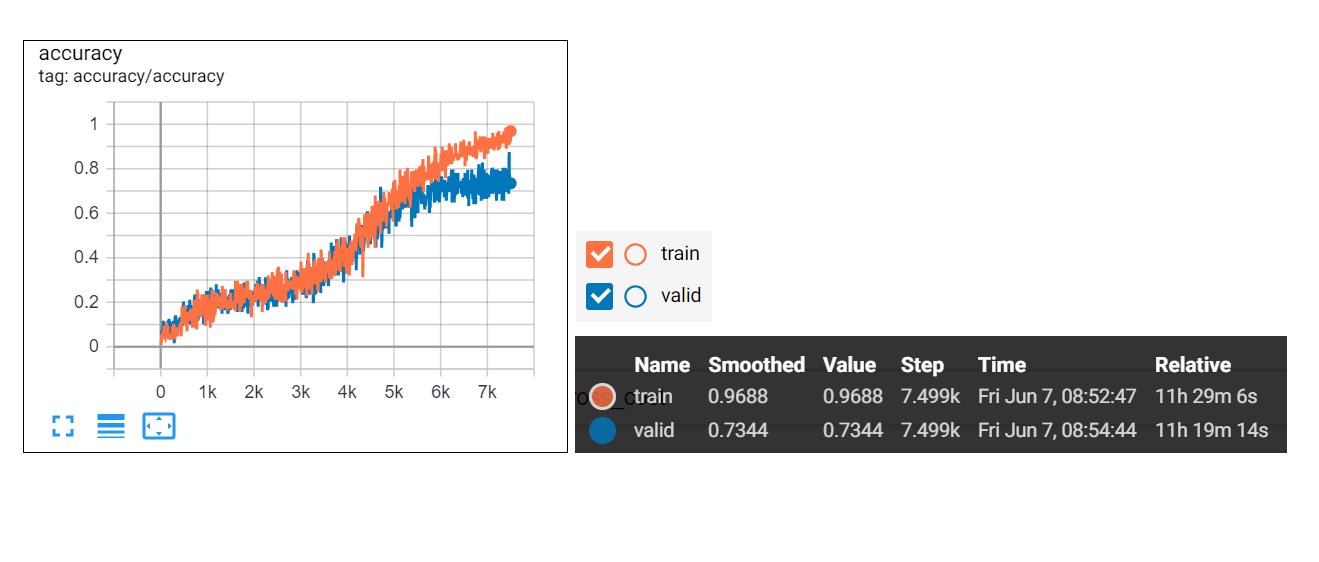 accuracy
tag: accuracy/accuracy
1
0.8
0.6
0.4
0.2
0
0 1k 2k 3k 4k 5k 6k 7k
train
valid
Name Smoothed Value Step Time Relative
train 0.9688 0.9688 7.499k Fri Jun 7, 08:52:47 11h 29m 6s
valid 0.7344 0.7344 7.499k Fri Jun 7, 08:54:44 11h 19m 14s